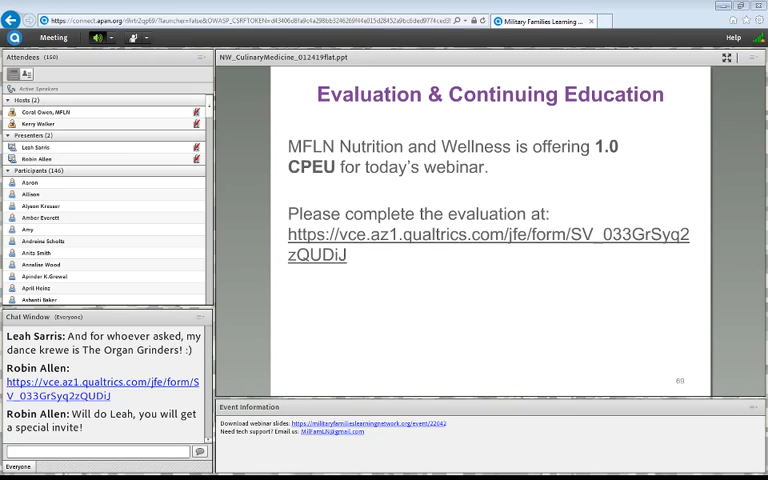 https://connect.apan.org/
Military Families Learning ...
Meeting
Help
Attendees (150)
Active Speakers
Hosts (2)
Coral Owen, MFLN
Kerry Walker
Presenters (2)
Leah Sarris
Robin Allen
Participants (146)
Aaron
Allison
Alyson Kreuser
Amber Everett
Amy
Andreina Scholtz
Anita Smith
Annalise Wood
Apinder K.Grewal
April Heinz
Ashanti Baker
Chat Window (Everyone)
Leah Sarris: And for whoever asked, my
dance krewe is The Organ Grinders! :)
Robin Allen:
https://vce.az1.qualtrics.com/jfe/form/S
V_033GrSyq2zQUDiJ
Robin Allen: Will do Leah, you will get
a special invite!
Everyone
NW_CulinaryMedicine_012419flat.ppt
Evaluation & Continuing Education
MFLN Nutrition and Wellness is offering 1.0
CPEU for today's webinar.
Please complete the evaluation at:
https://vce.az1.qualtrics.com/jfe/form/SV_033GrSyq2
zQUDiJ
69
Event Information
Download webinar slides: https://militaryfamilieslearningnetwork.org/event/22042
Need tech support? Email us: MilFamLN@gmail.com